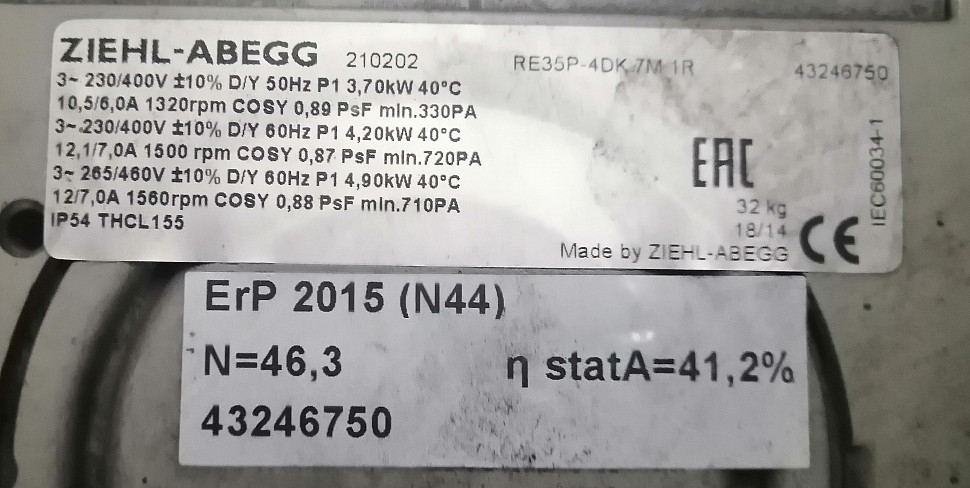 ZIEHL-ABEGG 210202 RE35P-4DK.7M.1R 43246750
3~ 230/400V ±10% D/Y 50Hz P1 3,70kW 40°C
10,5/6,0A 1320rpm COSY 0,89 PsF min.330PA
3~ 230/400V ±10% D/Y 60Hz P1 4,20kW 40°C
12,1/7,0A 1500 rpm COSY 0,87 PsF min.720PA
3~ 265/460V ±10% D/Y 60Hz P1 4,90kW 40°C
12/7,0A 1560rpm COSY 0,88 PsF min.710PA
IP54 THCL155
EAC
32 kg
18/14
Made by ZIEHL-ABEGG
CE
IEC60034-1
ErP 2015 (N44)
N=46,3 η statA=41,2%
43246750